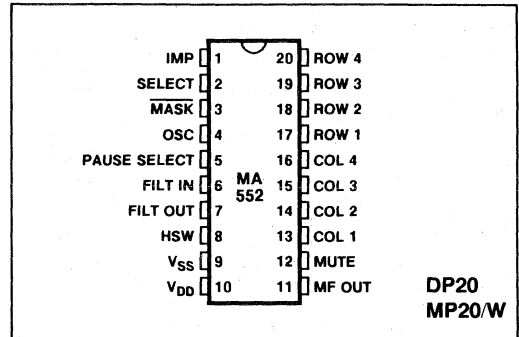 IMP 1 20 ROW 4
SELECT 2 19 ROW 3
MASK 3 18 ROW 2
OSC 4 17 ROW 1
PAUSE SELECT 5 16 COL 4
FILT IN 6 MA 15 COL 3
FILT OUT 7 552 14 COL 2
HSW 8 13 COL 1
VSS 9 12 MUTE
VDD 10 11 MF OUT
DP20
MP20/W